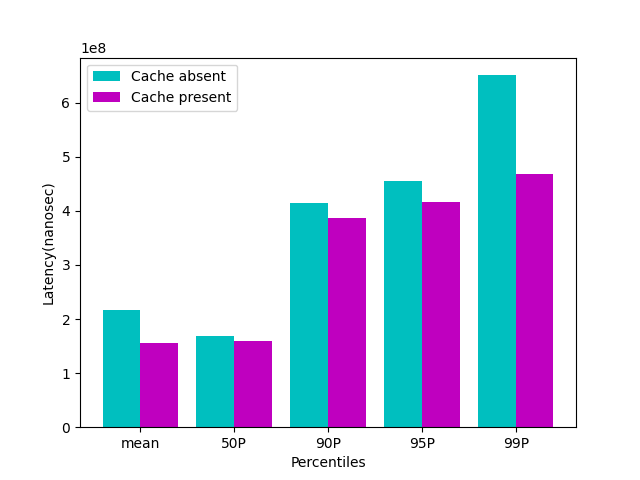 1e8
Cache absent
Cache present
6
5
4
3
2
1
0
Latency(nanosec)
mean 50P 90P 95P 99P
Percentiles